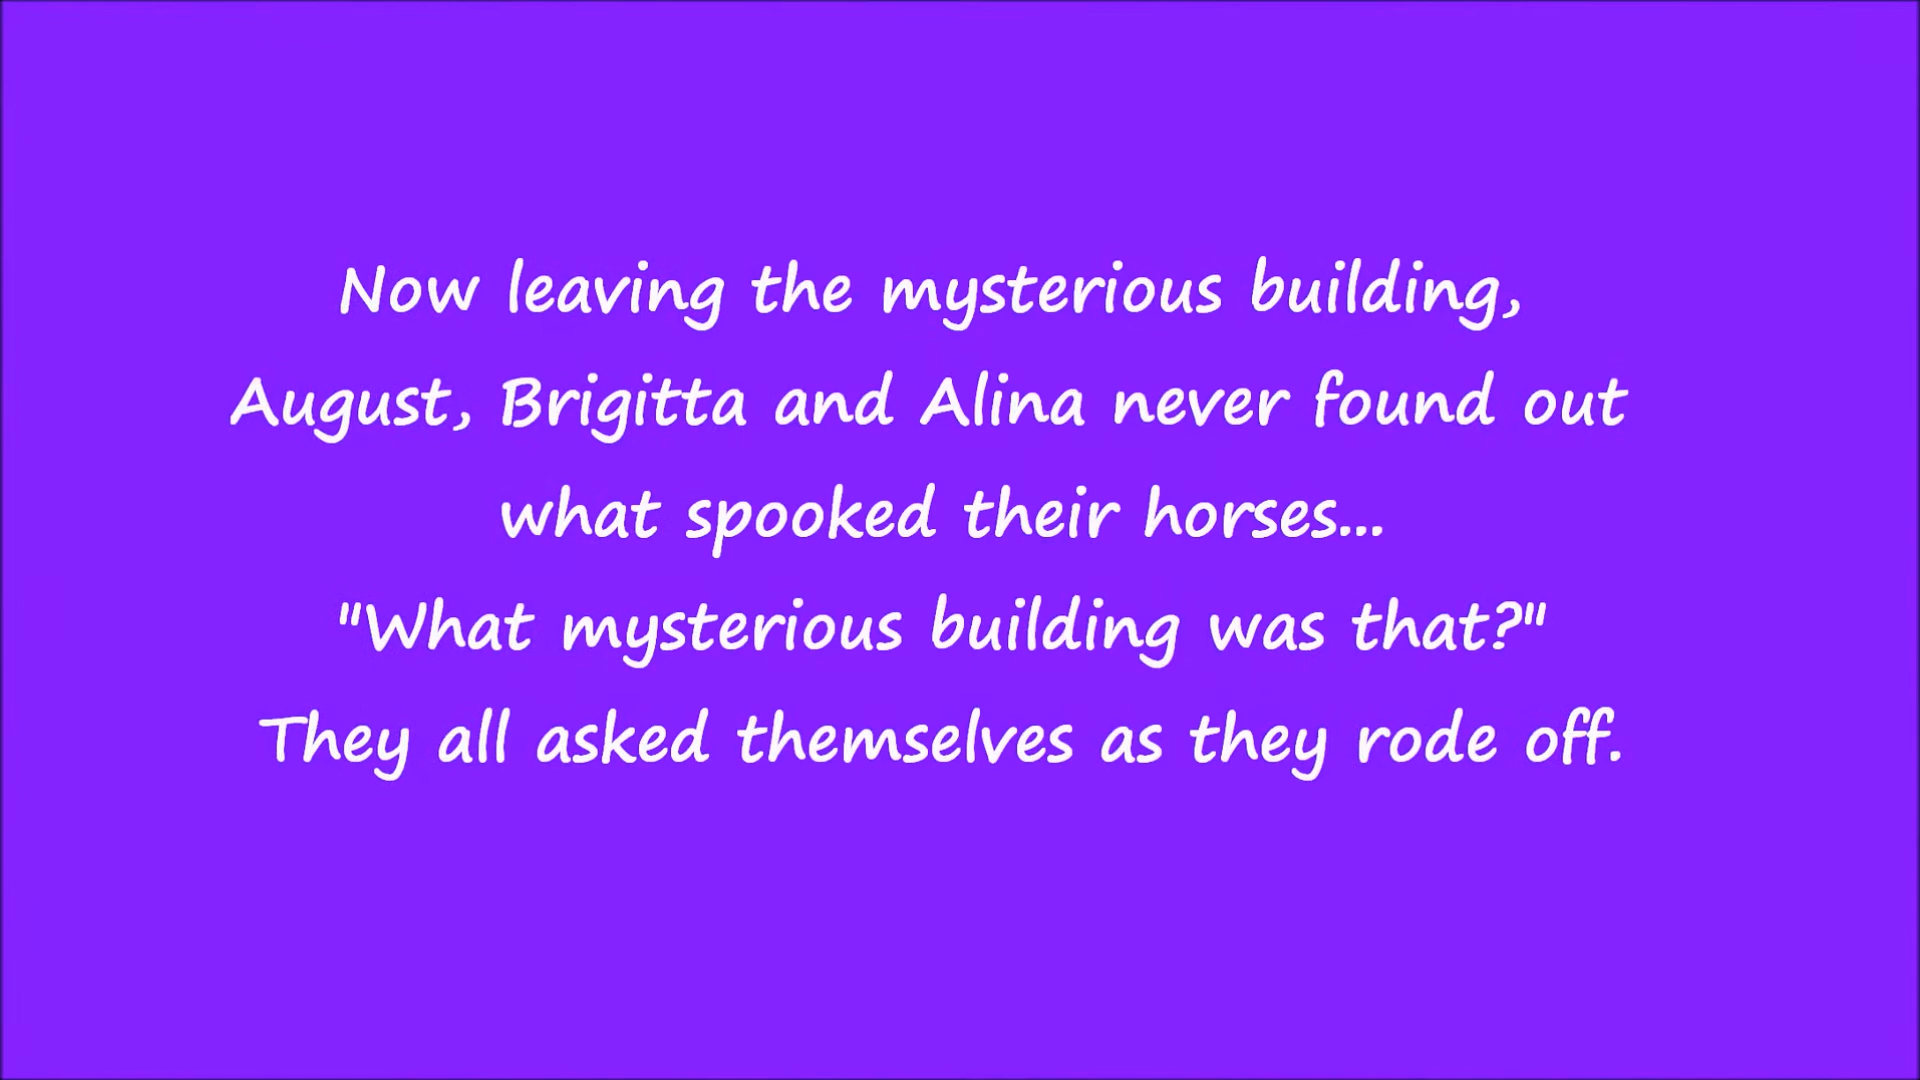 Now leaving the mysterious building,
August, Brigitta and Alina never found out
what spooked their horses...
"What mysterious building was that?"
They all asked themselves as they rode off.